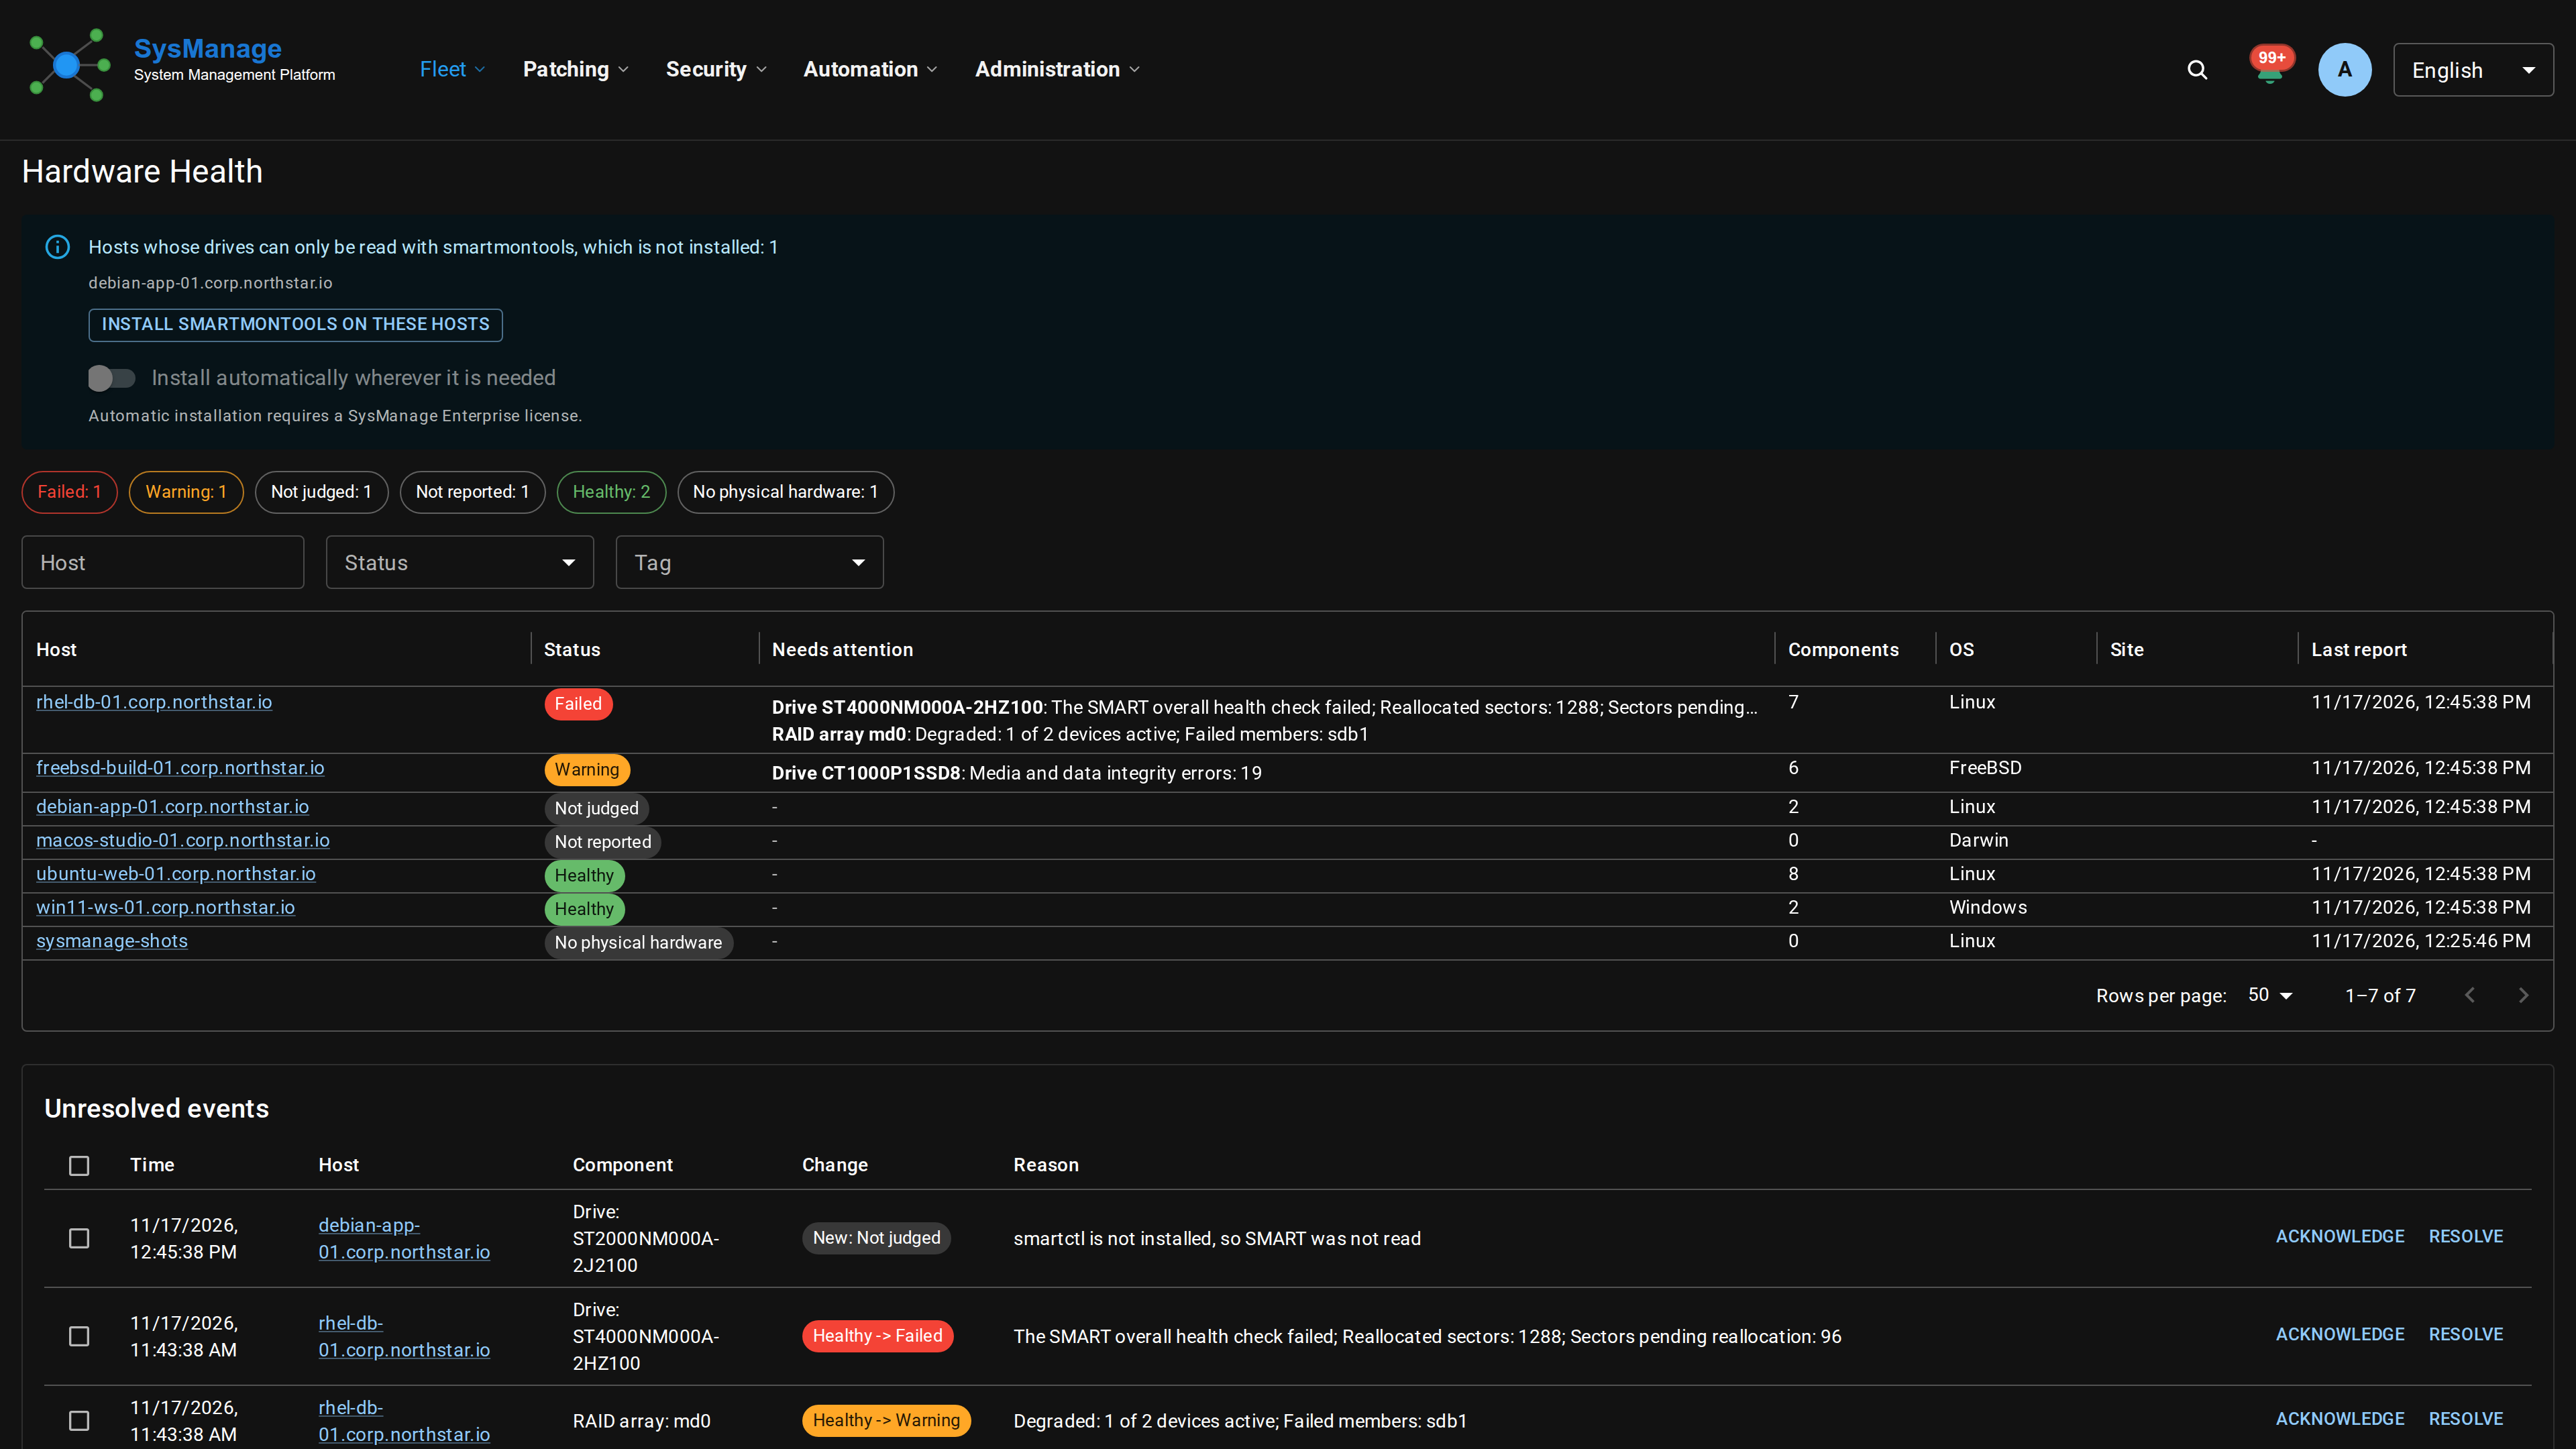 SysManage
System Management Platform
Fleet
Patching
Security
Automation
Administration
99+
A
English
Hardware Health
Hosts whose drives can only be read with smartmontools, which is not installed: 1
debian-app-01.corp.northstar.io
INSTALL SMARTMONTOOLS ON THESE HOSTS
Install automatically wherever it is needed
Automatic installation requires a SysManage Enterprise license.
Failed: 1
Warning: 1
Not judged: 1
Not reported: 1
Healthy: 2
No physical hardware: 1
Host
Status
Tag
Host Status Needs attention Components OS Site Last report
rhel-db-01.corp.northstar.io Failed Drive ST4000NM000A-2HZ100: The SMART overall health check failed; Reallocated sectors: 1288; Sectors pending… 7 Linux 11/17/2026, 12:45:38 PM
RAID array md0: Degraded: 1 of 2 devices active; Failed members: sdb1
freebsd-build-01.corp.northstar.io Warning Drive CT1000P1SSD8: Media and data integrity errors: 19 6 FreeBSD 11/17/2026, 12:45:38 PM
debian-app-01.corp.northstar.io Not judged - 2 Linux 11/17/2026, 12:45:38 PM
macos-studio-01.corp.northstar.io Not reported - 0 Darwin -
ubuntu-web-01.corp.northstar.io Healthy - 8 Linux 11/17/2026, 12:45:38 PM
win11-ws-01.corp.northstar.io Healthy - 2 Windows 11/17/2026, 12:45:38 PM
sysmanage-shots No physical hardware - 0 Linux 11/17/2026, 12:25:46 PM
Rows per page: 50 1–7 of 7
Unresolved events
Time Host Component Change Reason
11/17/2026,
12:45:38 PM
debian-app-
01.corp.northstar.io
Drive:
ST2000NM000A-
2J2100
New: Not judged
smartctl is not installed, so SMART was not read
ACKNOWLEDGE RESOLVE
11/17/2026,
11:43:38 AM
rhel-db-
01.corp.northstar.io
Drive:
ST4000NM000A-
2HZ100
Healthy -> Failed
The SMART overall health check failed; Reallocated sectors: 1288; Sectors pending reallocation: 96
ACKNOWLEDGE RESOLVE
11/17/2026,
11:43:38 AM
rhel-db-
01.corp.northstar.io
RAID array: md0
Healthy -> Warning
Degraded: 1 of 2 devices active; Failed members: sdb1
ACKNOWLEDGE RESOLVE